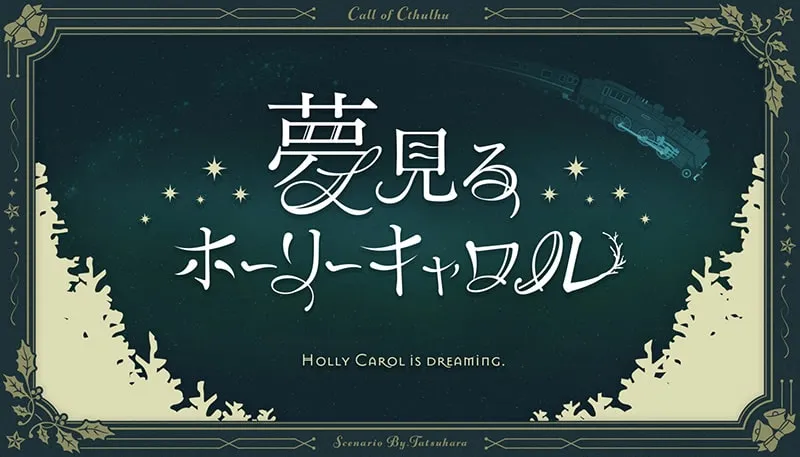 Call of Cthulhu
夢見る
ホーリーキャロル
HOLLY CAROL IS DREAMING.
Scenario By.Tatsuhara